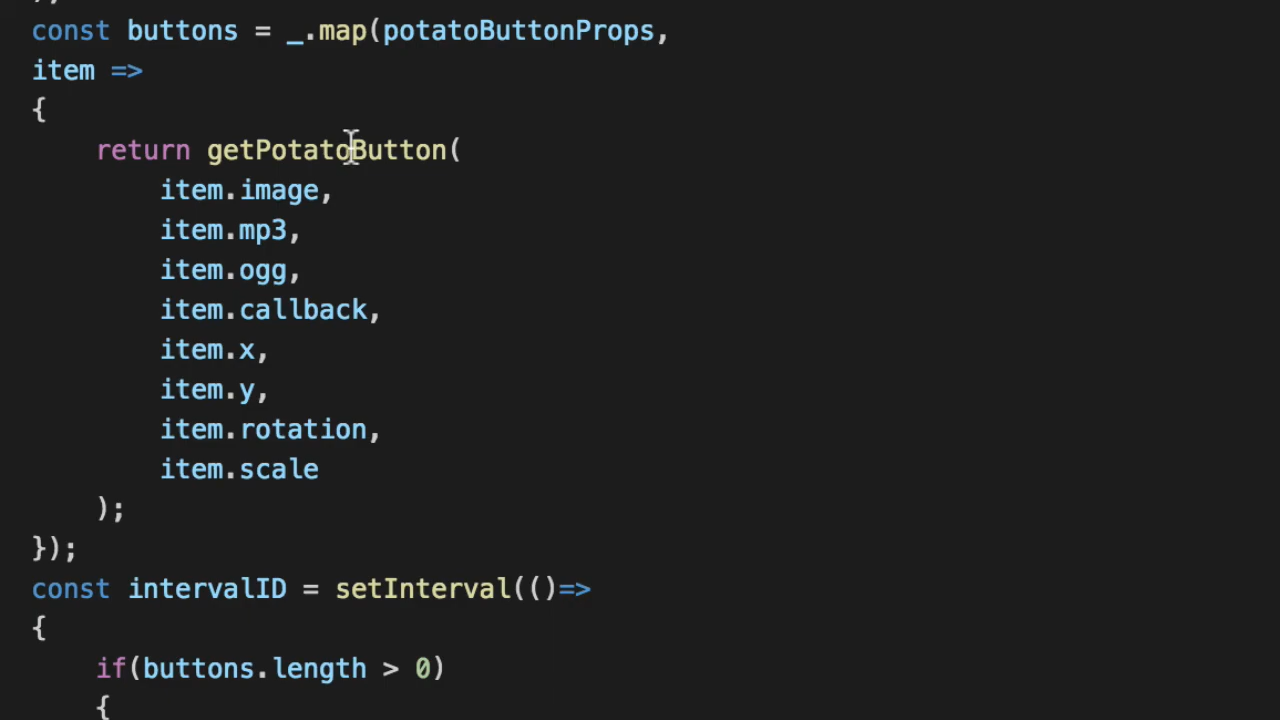 const buttons = _.map(potatoButtonProps,
item =>
{
    return getPotatoButton(
        item.image,
        item.mp3,
        item.ogg,
        item.callback,
        item.x,
        item.y,
        item.rotation,
        item.scale
    );
});
const intervalID = setInterval(()=>
{
    if(buttons.length > 0)
    {